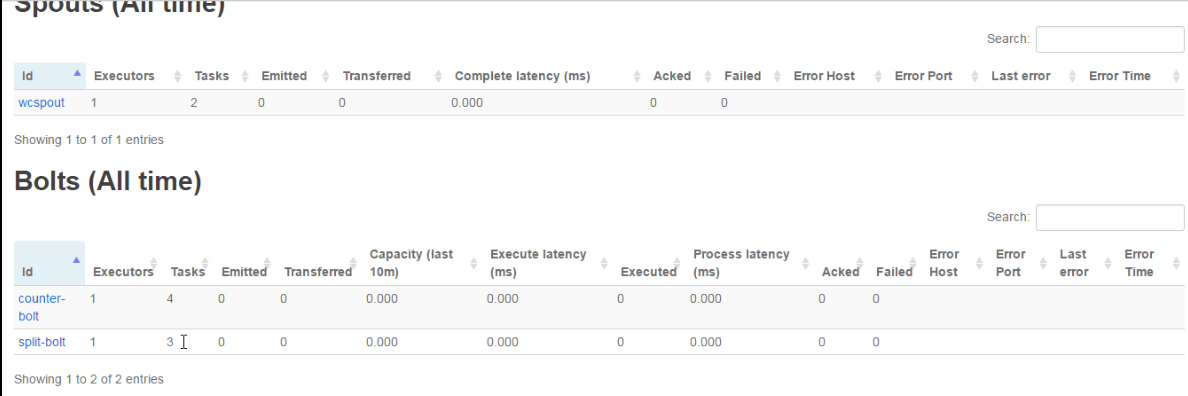 Spouts (All time)
Search:
Id Executors Tasks Emitted Transferred Complete latency (ms) Acked Failed Error Host Error Port Last error Error Time
wcspout 1 2 0 0 0.000 0 0
Showing 1 to 1 of 1 entries
Bolts (All time)
Search:
Id Executors Tasks Emitted Transferred Capacity (last 10m) Execute latency (ms) Executed Process latency (ms) Acked Failed Error Host Error Port Last error Error Time
counter-bolt 1 4 0 0 0.000 0.000 0 0.000 0 0
split-bolt 1 3 0 0 0.000 0.000 0 0.000 0 0
Showing 1 to 2 of 2 entries